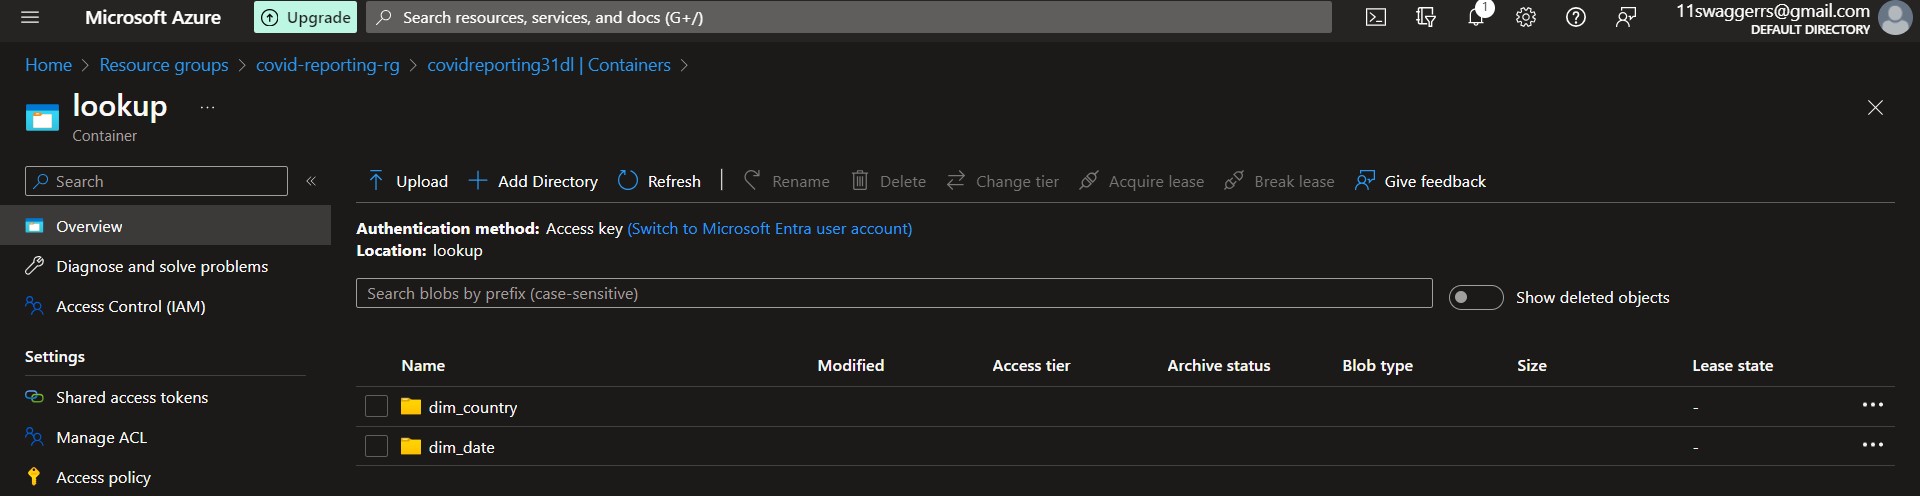 Microsoft Azure
Upgrade
Search resources, services, and docs (G+/)
1
11swaggerrs@gmail.com
DEFAULT DIRECTORY
Home > Resource groups > covid-reporting-rg > covidreporting31dl | Containers >
lookup ...
Container
Search «
Overview
Diagnose and solve problems
Access Control (IAM)
Settings
Shared access tokens
Manage ACL
Access policy
Upload Add Directory Refresh | Rename Delete Change tier Acquire lease Break lease Give feedback
Authentication method: Access key (Switch to Microsoft Entra user account)
Location: lookup
Search blobs by prefix (case-sensitive)
Show deleted objects
Name Modified Access tier Archive status Blob type Size Lease state
dim_country - ...
dim_date - ...